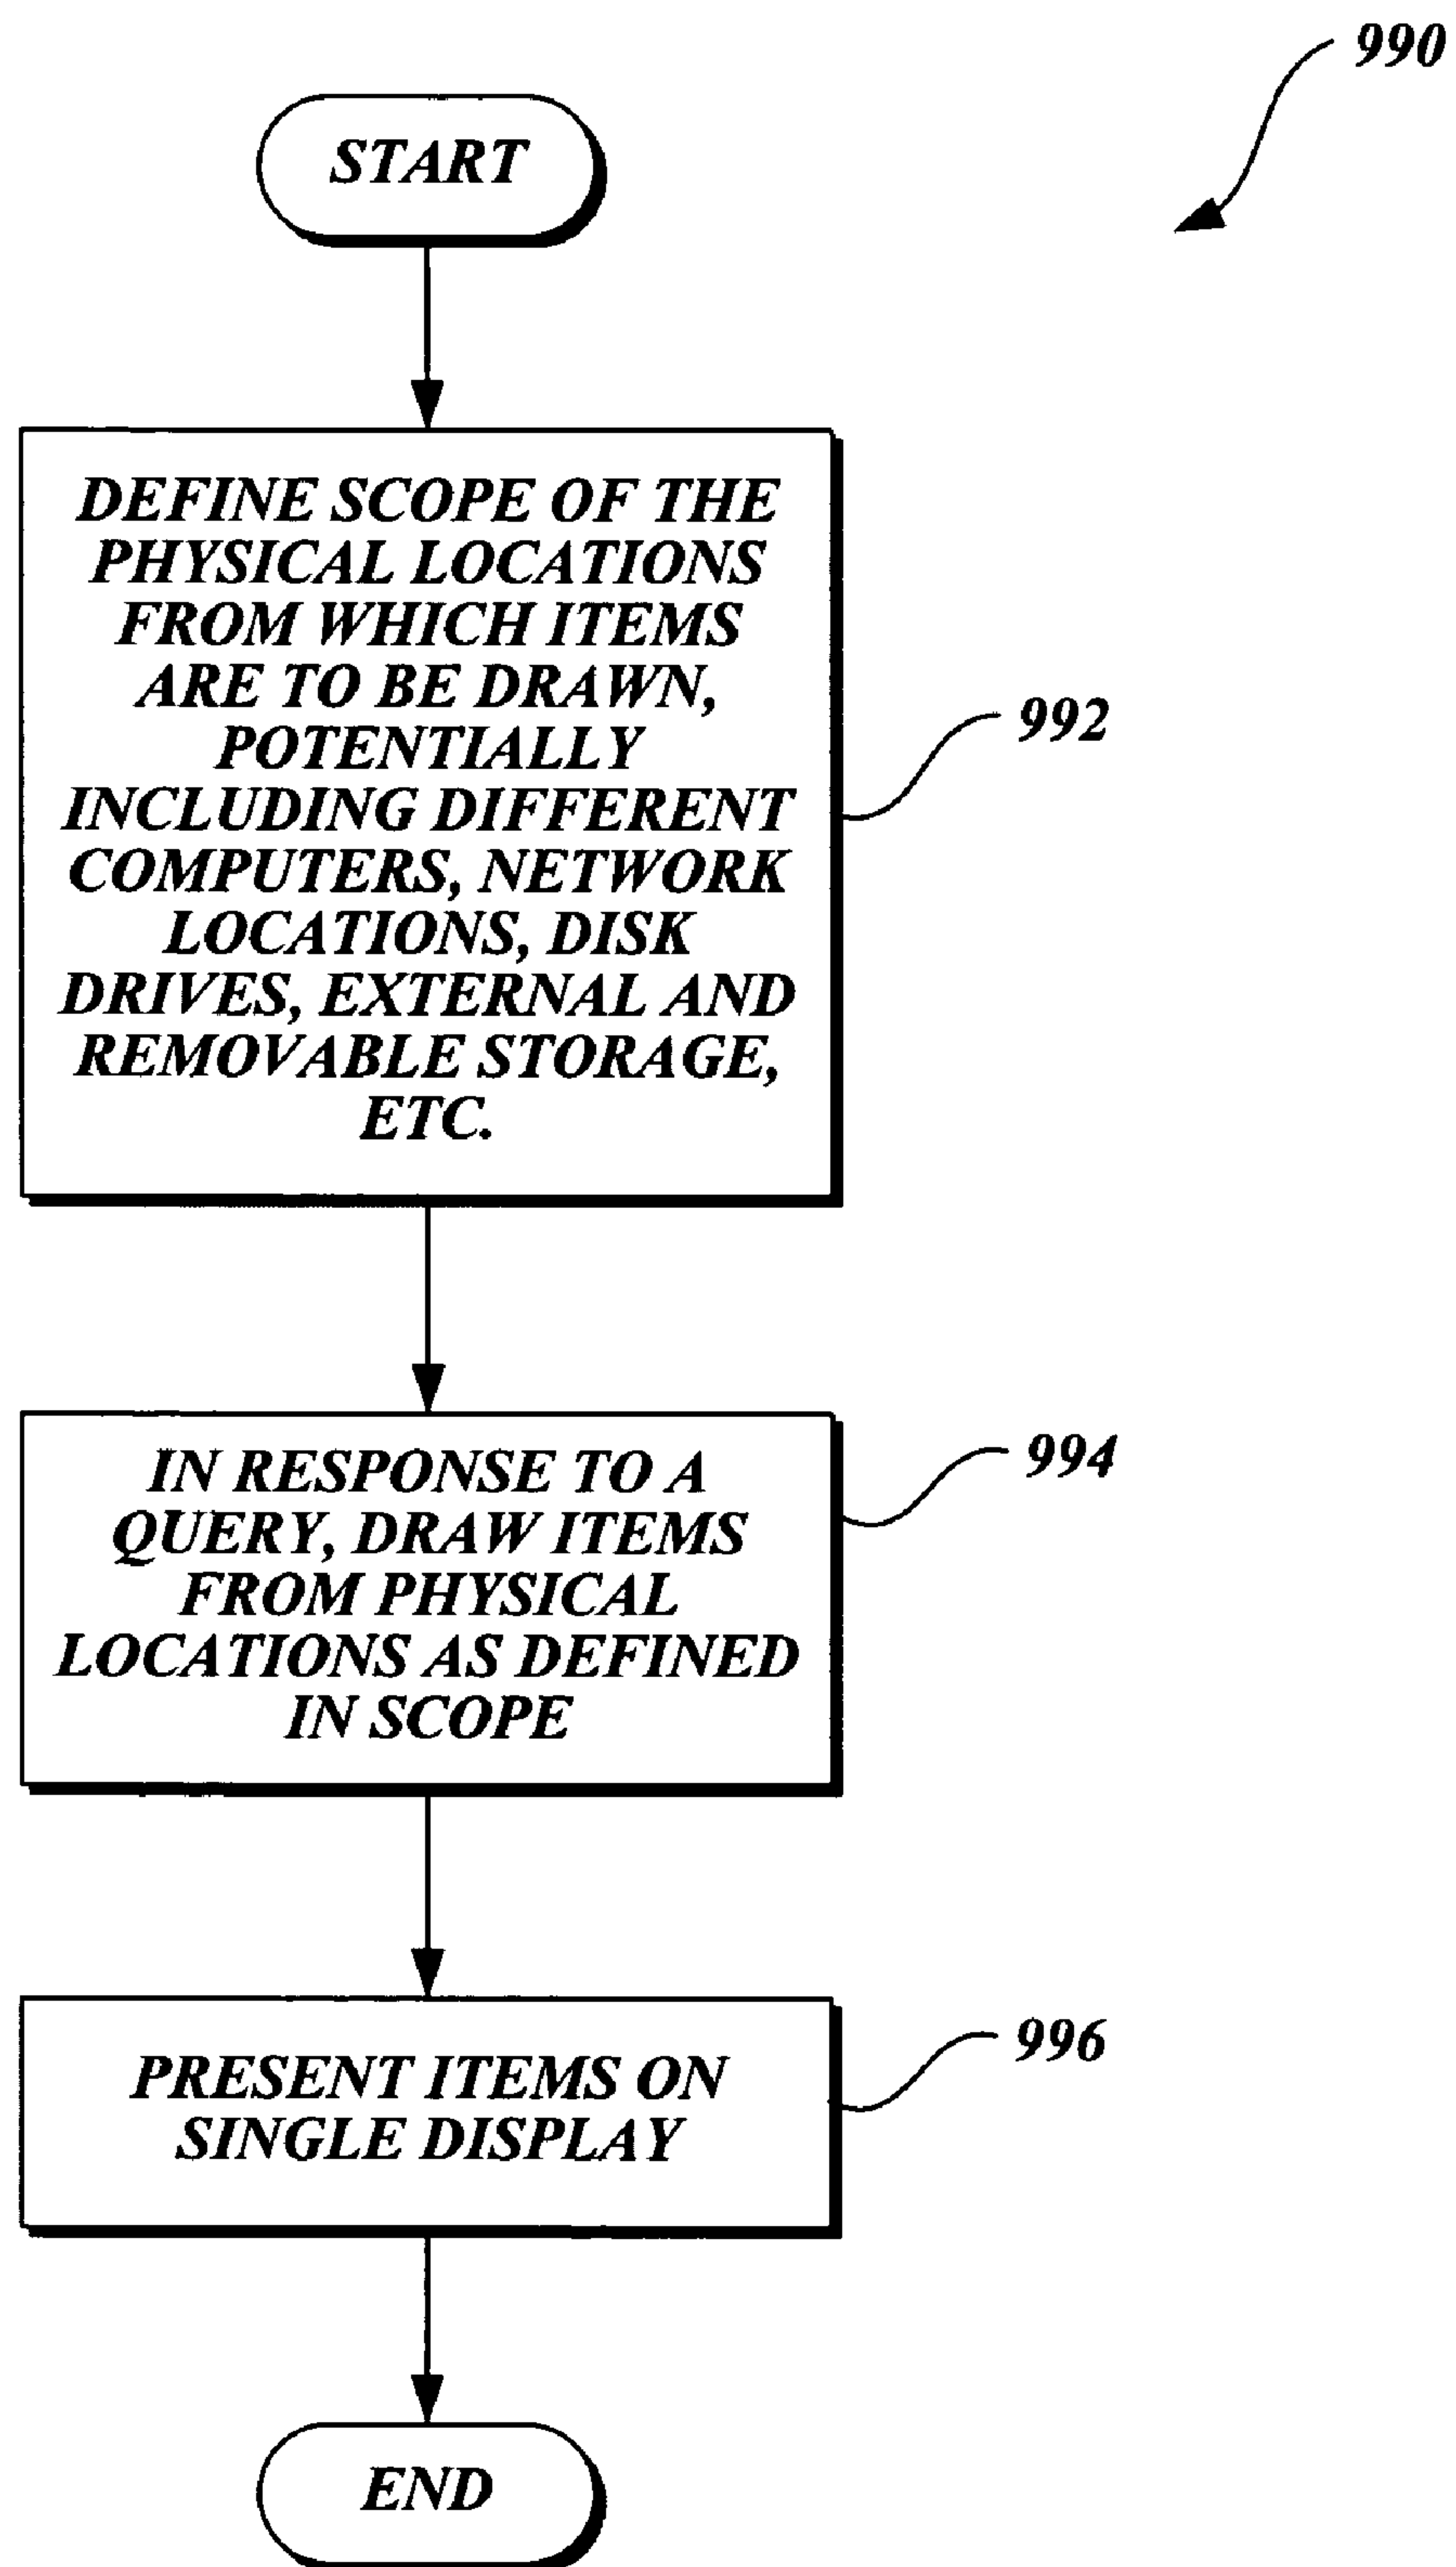 990
START
DEFINE SCOPE OF THE
PHYSICAL LOCATIONS
FROM WHICH ITEMS
ARE TO BE DRAWN,
POTENTIALLY
INCLUDING DIFFERENT
COMPUTERS, NETWORK
LOCATIONS, DISK
DRIVES, EXTERNAL AND
REMOVABLE STORAGE,
ETC.
992
IN RESPONSE TO A
QUERY, DRAW ITEMS
FROM PHYSICAL
LOCATIONS AS DEFINED
IN SCOPE
994
PRESENT ITEMS ON
SINGLE DISPLAY
996
END